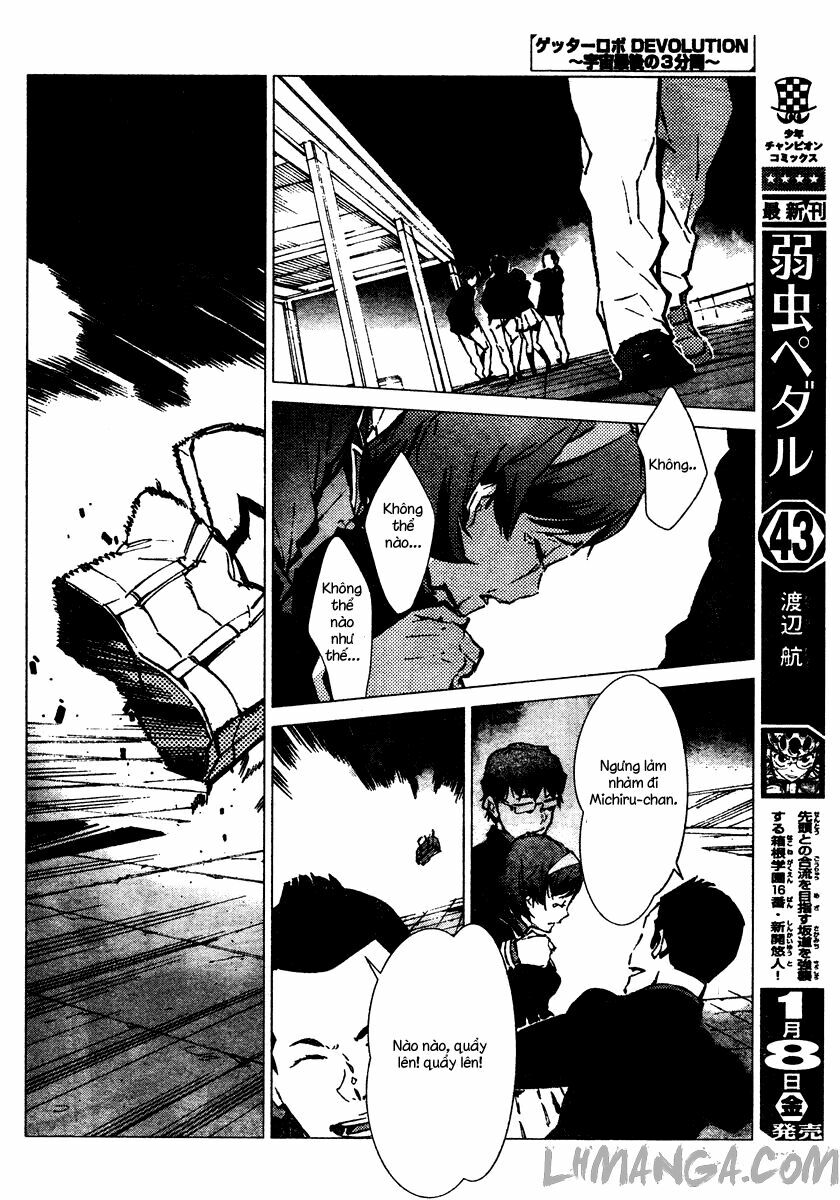 ゲッターロボ DEVOLUTION
~宇宙最後の3分間~
少年
チャンピオン
コミックス
最新刊
弱虫ペダル
43
渡辺航
先頭との合流を目指す坂道を強襲
する箱根学園16番・新開悠人!
1月8日金発売
Không..
Không
thể
nào...
Không
thể
nào
như
thế...
Ngưng làm
nhàm đi
Michiru-chan.
Nào nào, quẩy
lên! quẩy lên!
LHMANGA.COM